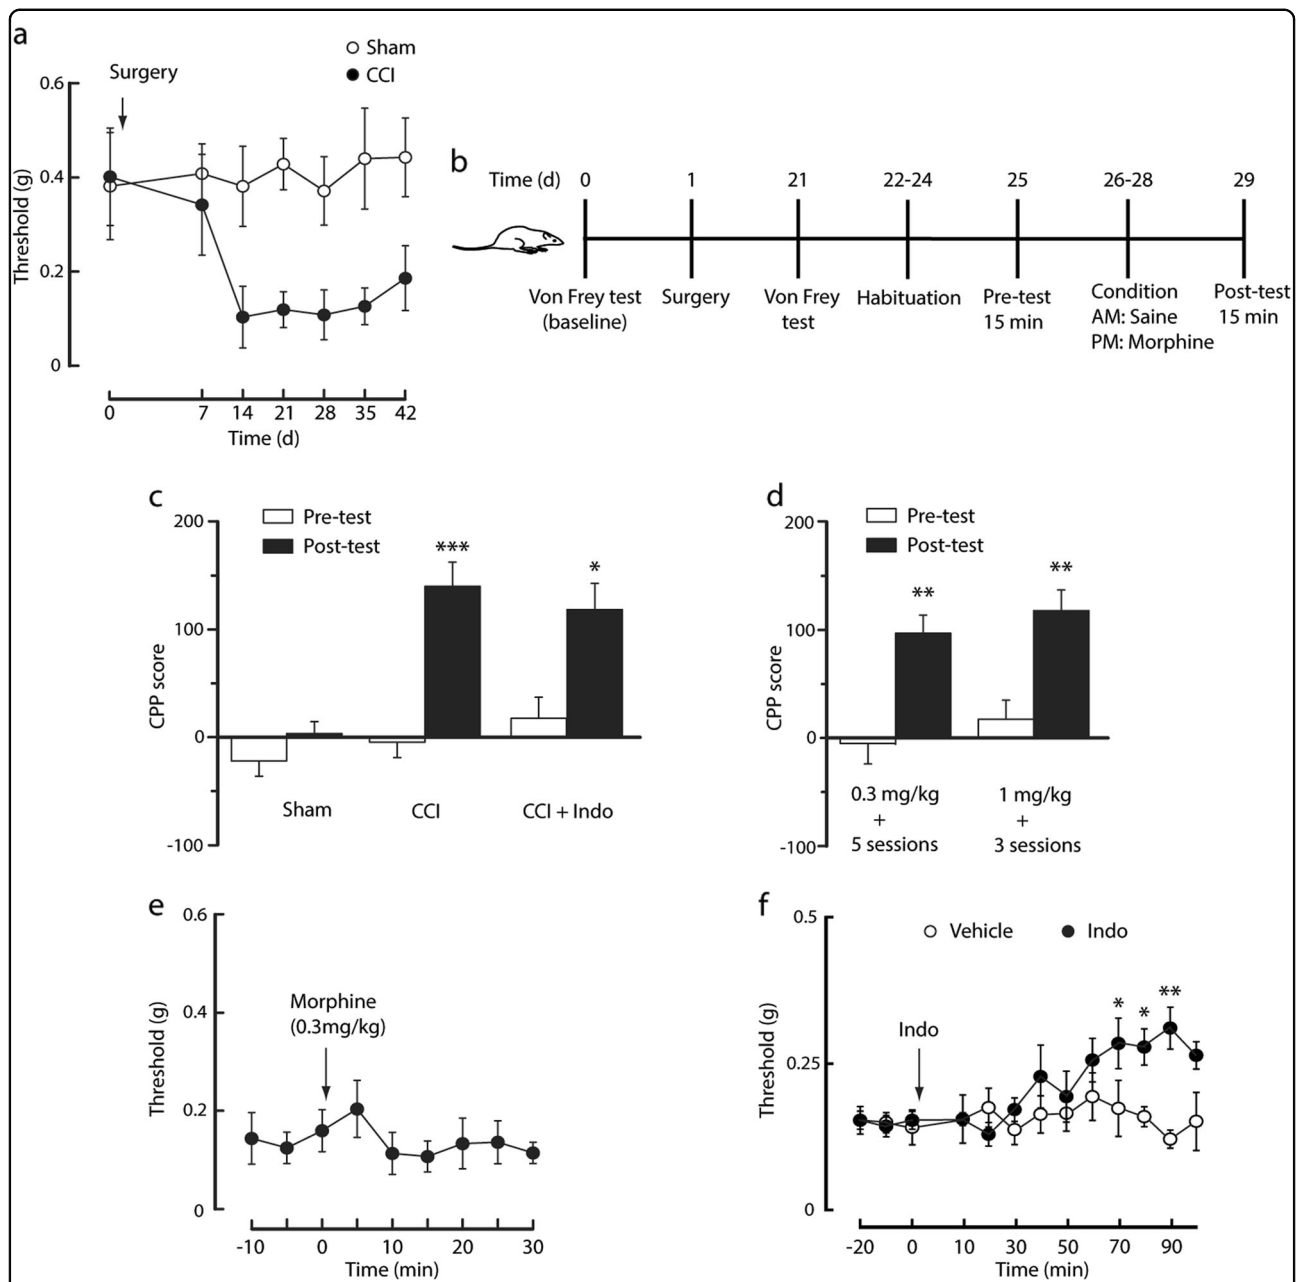 a
Sham
CCI
Surgery
0.6
0.4
0.2
0
Threshold (g)
0 7 14 21 28 35 42
Time (d)
b
Time (d) 0 1 21 22-24 25 26-28 29
Von Frey test
(baseline)
Surgery
Von Frey
test
Habituation
Pre-test
15 min
Condition
AM: Saine
PM: Morphine
Post-test
15 min
c
Pre-test
Post-test
200
100
0
-100
CPP score
***
*
Sham CCI CCI + Indo
d
Pre-test
Post-test
200
100
0
-100
CPP score
**
**
0.3 mg/kg
+
5 sessions
1 mg/kg
+
3 sessions
e
0.6
0.4
0.2
0
Threshold (g)
Morphine
(0.3mg/kg)
-10 0 10 20 30
Time (min)
f
Vehicle Indo
0.5
0.25
0
Threshold (g)
Indo
*
*
**
-20 0 10 30 50 70 90
Time (min)